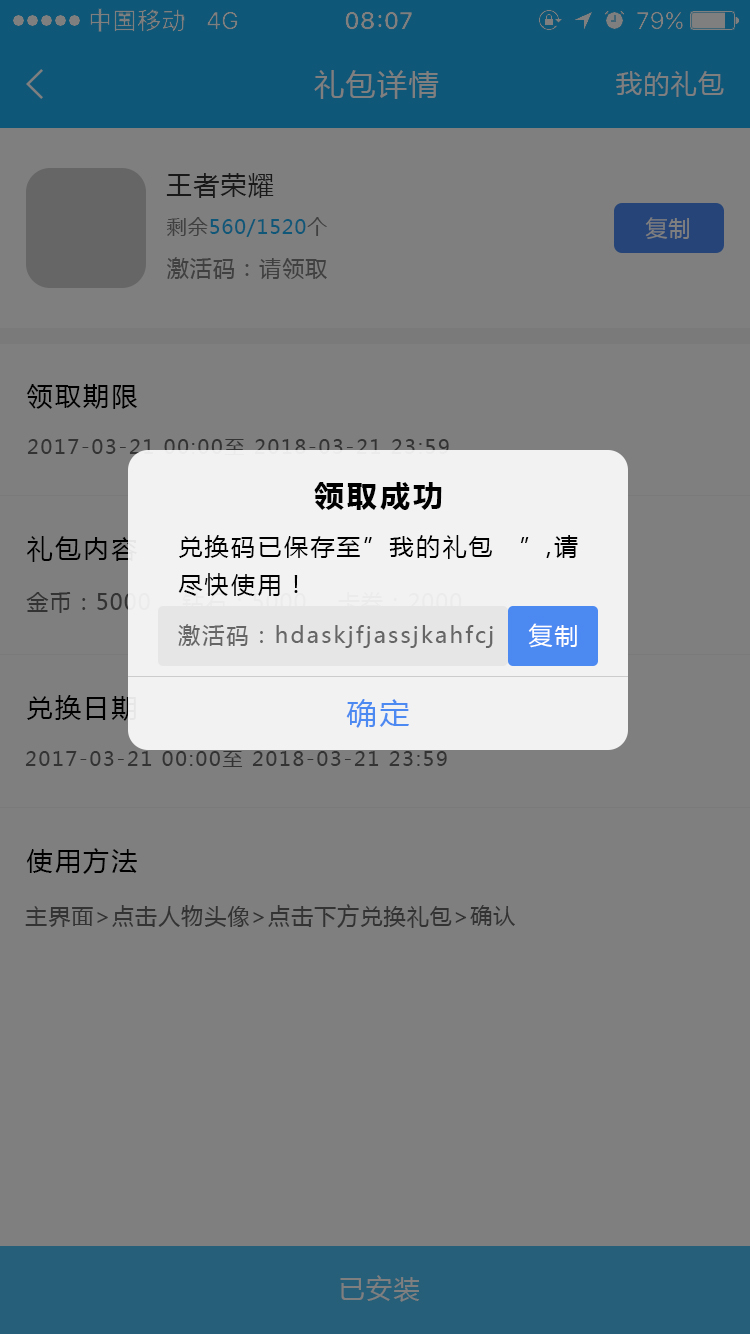 中国移动 4G 08:07 79%
礼包详情 我的礼包
王者荣耀
剩余560/1520个
激活码：请领取
复制
领取期限
2017-03-21 00:00至 2018-03-21 23:59
领取成功
兑换码已保存至”我的礼包 ”,请
尽快使用！
激活码：hdaskjfjassjkahfcj 复制
确定
礼包内容
金币：5000 5000 卡券：2000
兑换日期
2017-03-21 00:00至 2018-03-21 23:59
使用方法
主界面>点击人物头像>点击下方兑换礼包>确认
已安装